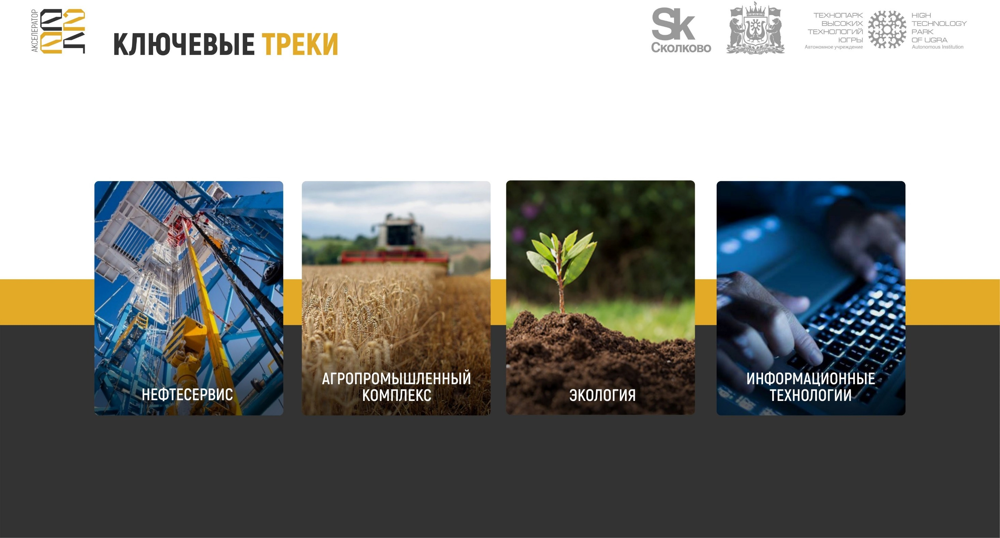 АКСЕЛЕРАТОР
КЛЮЧЕВЫЕ ТРЕКИ
Sk
Сколково
ТЕХНОПАРК
ВЫСОКИХ
ТЕХНОЛОГИЙ
ЮГРЫ
Автономное учреждение
HIGH
TECHNOLOGY
PARK
OF UGRA
Autonomous Institution
НЕФТЕСЕРВИС
АГРОПРОМЫШЛЕННЫЙ
КОМПЛЕКС
ЭКОЛОГИЯ
ИНФОРМАЦИОННЫЕ
ТЕХНОЛОГИИ